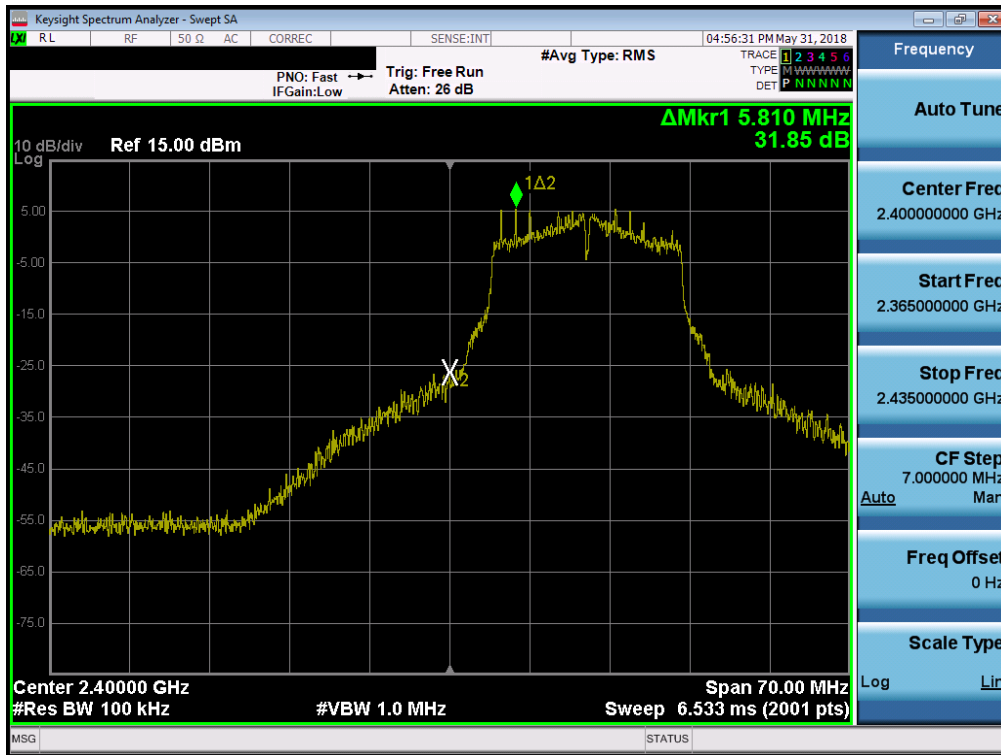 Keysight Spectrum Analyzer - Swept SA
LXI RL RF 50 Ω AC CORREC SENSE:INT 04:56:31 PM May 31, 2018
#Avg Type: RMS
TRACE 1 2 3 4 5 6
PNO: Fast Trig: Free Run
TYPE M WWWWW
IFGain:Low Atten: 26 dB
DET P N N N N N
ΔMkr1 5.810 MHz
31.85 dB
10 dB/div Ref 15.00 dBm
Log
1Δ2
5.00
-5.00
-15.0
-25.0
X2
-35.0
-45.0
-55.0
-65.0
-75.0
Center 2.40000 GHz Span 70.00 MHz
#Res BW 100 kHz #VBW 1.0 MHz Sweep 6.533 ms (2001 pts)
MSG STATUS
Frequency
Auto Tune
Center Freq
2.400000000 GHz
Start Freq
2.365000000 GHz
Stop Freq
2.435000000 GHz
CF Step
7.000000 MHz
Auto Man
Freq Offset
0 Hz
Scale Type
Log Lin